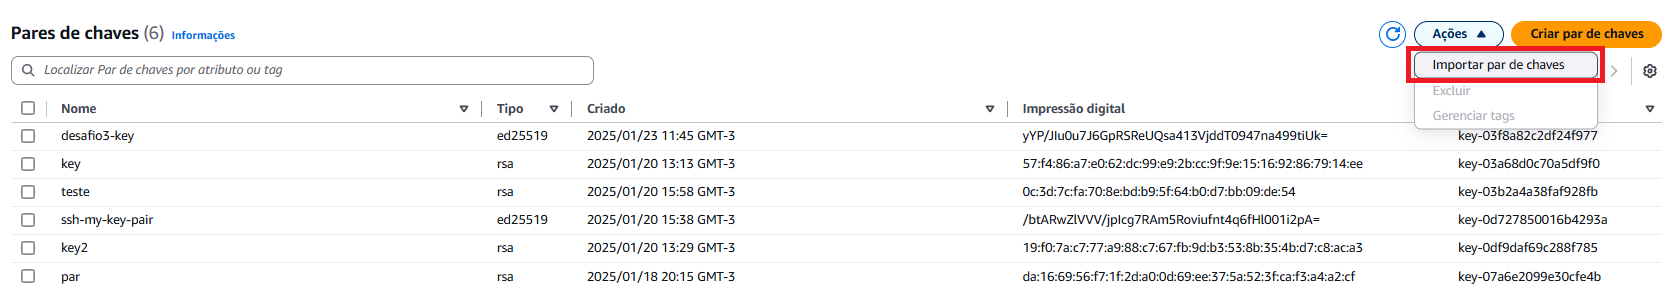 Pares de chaves (6) Informações Ações Criar par de chaves
Localizar Par de chaves por atributo ou tag
Importar par de chaves
Excluir
Gerenciar tags
Nome Tipo Criado Impressão digital
desafio3-key ed25519 2025/01/23 11:45 GMT-3 yYP/JIu0u7J6GpRSReUQsa413VjddT0947na499tiUk= key-03f8a82c2df24f977
key rsa 2025/01/20 13:13 GMT-3 57:f4:86:a7:e0:62:dc:99:e9:2b:cc:9f:9e:15:16:92:86:79:14:ee key-03a68d0c70a5df9f0
teste rsa 2025/01/20 15:58 GMT-3 0c:3d:7c:fa:70:8e:bd:b9:5f:64:b0:d7:bb:09:de:54 key-03b2a4a38faf928fb
ssh-my-key-pair ed25519 2025/01/20 15:38 GMT-3 /btARwZlVVV/jpIcg7RAm5Roviufnt4q6fHl001i2pA= key-0d727850016b4293a
key2 rsa 2025/01/20 13:29 GMT-3 19:f0:7a:c7:77:a9:88:c7:67:fb:9d:b3:53:8b:35:4b:d7:c8:ac:a3 key-0df9daf69c288f785
par rsa 2025/01/18 20:15 GMT-3 da:16:69:56:f7:1f:2d:a0:0d:69:ee:37:5a:52:3f:ca:f3:a4:a2:cf key-07a6e2099e30cfe4b